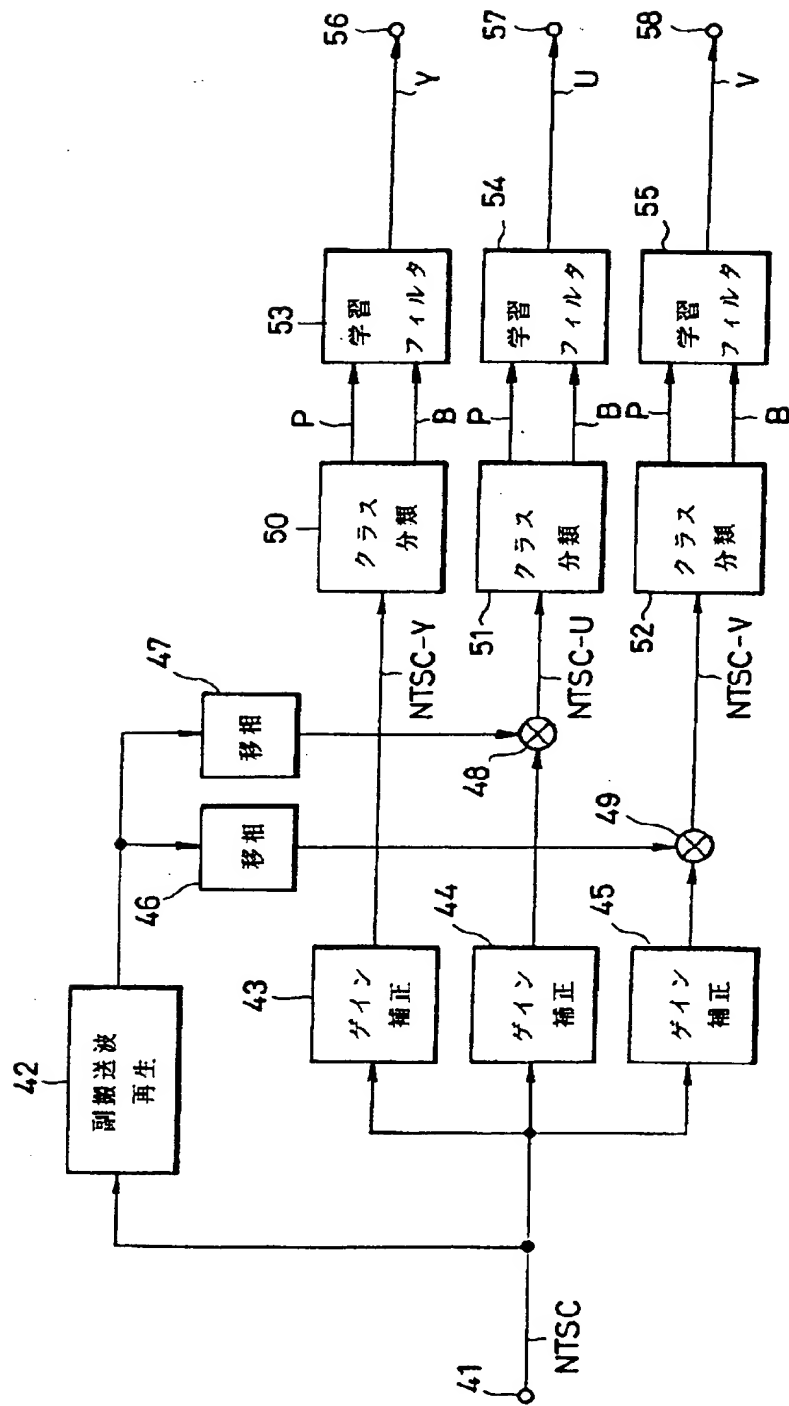 41
NTSC
42
副搬送波
再生
43
ゲイン
補正
44
ゲイン
補正
45
ゲイン
補正
46
移相
47
移相
48
49
NTSC-Y
NTSC-U
NTSC-V
50
クラス
分類
51
クラス
分類
52
クラス
分類
P
B
P
B
P
B
53
学習
フィルタ
54
学習
フィルタ
55
学習
フィルタ
Y
56
U
57
V
58